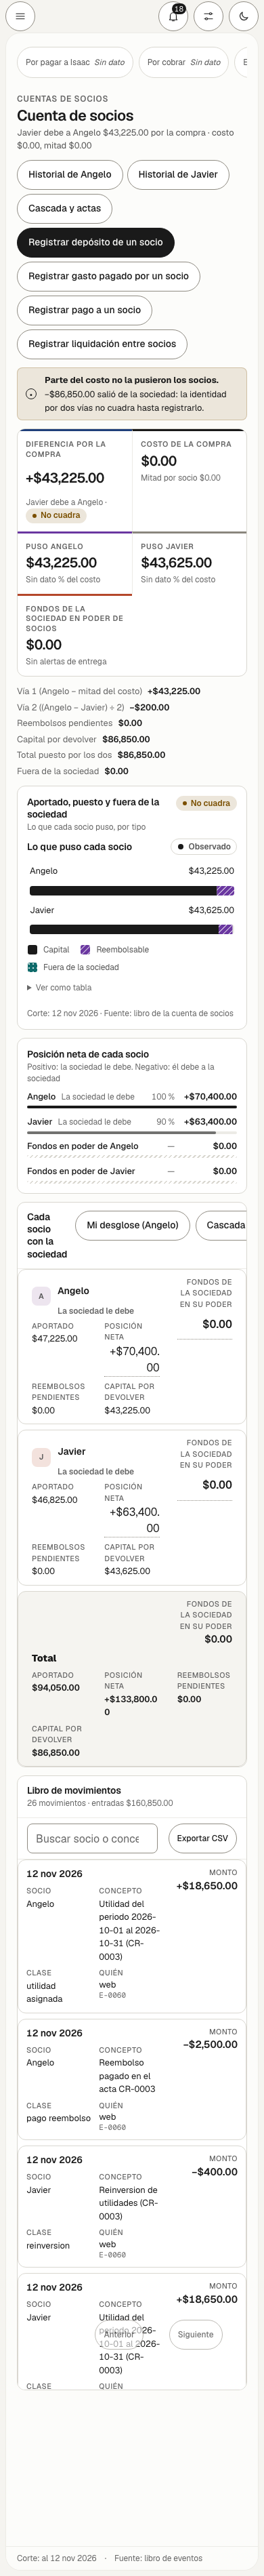 18
Por pagar a Isaac Sin dato
Por cobrar Sin dato
CUENTAS DE SOCIOS
Cuenta de socios
Javier debe a Angelo $43,225.00 por la compra · costo
$0.00, mitad $0.00
Historial de Angelo
Historial de Javier
Cascada y actas
Registrar depósito de un socio
Registrar gasto pagado por un socio
Registrar pago a un socio
Registrar liquidación entre socios
Parte del costo no la pusieron los socios.
−$86,850.00 salió de la sociedad: la identidad
por dos vías no cuadra hasta registrarlo.
DIFERENCIA POR LA
COMPRA
+$43,225.00
Javier debe a Angelo ·
No cuadra
COSTO DE LA COMPRA
$0.00
Mitad por socio $0.00
PUSO ANGELO
$43,225.00
Sin dato % del costo
PUSO JAVIER
$43,625.00
Sin dato % del costo
FONDOS DE LA
SOCIEDAD EN PODER DE
SOCIOS
$0.00
Sin alertas de entrega
Vía 1 (Angelo − mitad del costo) +$43,225.00
Vía 2 ((Angelo − Javier) ÷ 2) −$200.00
Reembolsos pendientes $0.00
Capital por devolver $86,850.00
Total puesto por los dos $86,850.00
Fuera de la sociedad $0.00
Aportado, puesto y fuera de la
sociedad
No cuadra
Lo que cada socio puso, por tipo
Lo que puso cada socio
Observado
Angelo $43,225.00
Javier $43,625.00
Capital Reembolsable
Fuera de la sociedad
Ver como tabla
Corte: 12 nov 2026 · Fuente: libro de la cuenta de socios
Posición neta de cada socio
Positivo: la sociedad le debe. Negativo: él debe a la
sociedad
Angelo La sociedad le debe 100 % +$70,400.00
Javier La sociedad le debe 90 % +$63,400.00
Fondos en poder de Angelo — $0.00
Fondos en poder de Javier — $0.00
Cada
socio
con la
sociedad
Mi desglose (Angelo)
Cascada
A
Angelo
La sociedad le debe
FONDOS DE
LA SOCIEDAD
EN SU PODER
$0.00
APORTADO
$47,225.00
POSICIÓN
NETA
+$70,400.
00
REEMBOLSOS
PENDIENTES
$0.00
CAPITAL POR
DEVOLVER
$43,225.00
J
Javier
La sociedad le debe
FONDOS DE
LA SOCIEDAD
EN SU PODER
$0.00
APORTADO
$46,825.00
POSICIÓN
NETA
+$63,400.
00
REEMBOLSOS
PENDIENTES
$0.00
CAPITAL POR
DEVOLVER
$43,625.00
FONDOS DE
LA SOCIEDAD
EN SU PODER
$0.00
Total
APORTADO
$94,050.00
POSICIÓN
NETA
+$133,800.0
0
REEMBOLSOS
PENDIENTES
$0.00
CAPITAL POR
DEVOLVER
$86,850.00
Libro de movimientos
26 movimientos · entradas $160,850.00
Buscar socio o conce
Exportar CSV
12 nov 2026
MONTO
+$18,650.00
SOCIO
Angelo
CONCEPTO
Utilidad del
periodo 2026-
10-01 al 2026-
10-31 (CR-
0003)
CLASE
utilidad
asignada
QUIÉN
web
E-0060
12 nov 2026
MONTO
−$2,500.00
SOCIO
Angelo
CONCEPTO
Reembolso
pagado en el
acta CR-0003
CLASE
pago reembolso
QUIÉN
web
E-0060
12 nov 2026
MONTO
−$400.00
SOCIO
Javier
CONCEPTO
Reinversion de
utilidades (CR-
0003)
CLASE
reinversion
QUIÉN
web
E-0060
12 nov 2026
MONTO
+$18,650.00
SOCIO
Javier
CONCEPTO
Utilidad del
periodo 2026-
10-01 al 2026-
10-31 (CR-
0003)
Anterior
Siguiente
CLASE
QUIÉN
Corte: al 12 nov 2026 · Fuente: libro de eventos